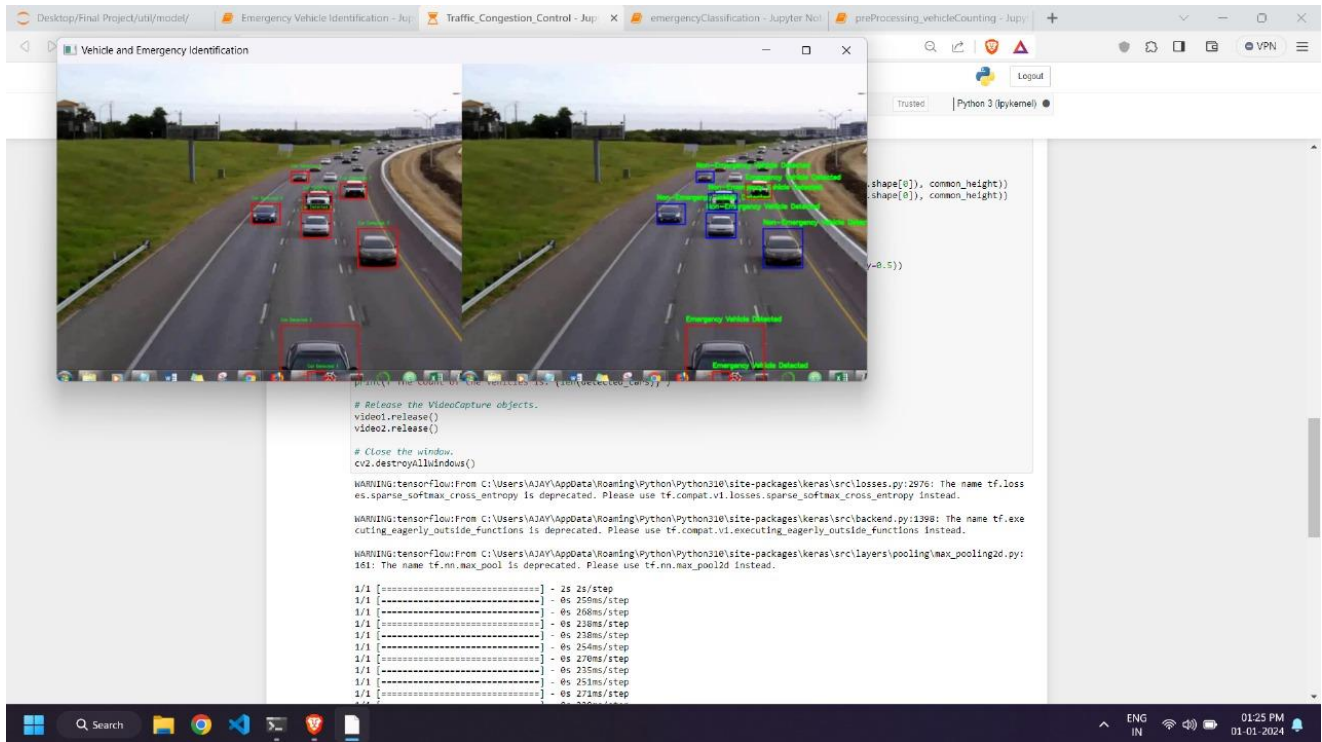 Desktop/Final Project/util/model/
Emergency Vehicle Identification - Jup
Traffic_Congestion_Control - Jup
emergencyClassification - Jupyter Not
preProcessing_vehicleCounting - Jupy
VPN
Vehicle and Emergency Identification
Logout
Trusted
Python 3 (ipykernel)
Non-Emergency Vehicle Detected
Emergency Vehicle Detected
Non-Emergency Vehicle Detected
Emergency Vehicle Detected
Emergency Vehicle Detected
.shape[0]), common_height))
.shape[0]), common_height))
y=0.5))
print(f"The count of the vehicles is: {len(detected_cars)}")
# Release the VideoCapture objects.
video1.release()
video2.release()
# Close the window.
cv2.destroyAllWindows()
WARNING:tensorflow:From C:\Users\AJAY\AppData\Roaming\Python\Python310\site-packages\keras\src\losses.py:2976: The name tf.loss
es.sparse_softmax_cross_entropy is deprecated. Please use tf.compat.v1.losses.sparse_softmax_cross_entropy instead.
WARNING:tensorflow:From C:\Users\AJAY\AppData\Roaming\Python\Python310\site-packages\keras\src\backend.py:1398: The name tf.exe
cuting_eagerly_outside_functions is deprecated. Please use tf.compat.v1.executing_eagerly_outside_functions instead.
WARNING:tensorflow:From C:\Users\AJAY\AppData\Roaming\Python\Python310\site-packages\keras\src\layers\pooling\max_pooling2d.py:
161: The name tf.nn.max_pool is deprecated. Please use tf.nn.max_pool2d instead.
1/1 [==============================] - 2s 2s/step
1/1 [==============================] - 0s 259ms/step
1/1 [==============================] - 0s 268ms/step
1/1 [==============================] - 0s 238ms/step
1/1 [==============================] - 0s 238ms/step
1/1 [==============================] - 0s 254ms/step
1/1 [==============================] - 0s 270ms/step
1/1 [==============================] - 0s 235ms/step
1/1 [==============================] - 0s 251ms/step
1/1 [==============================] - 0s 271ms/step
Search
ENG
IN
01:25 PM
01-01-2024